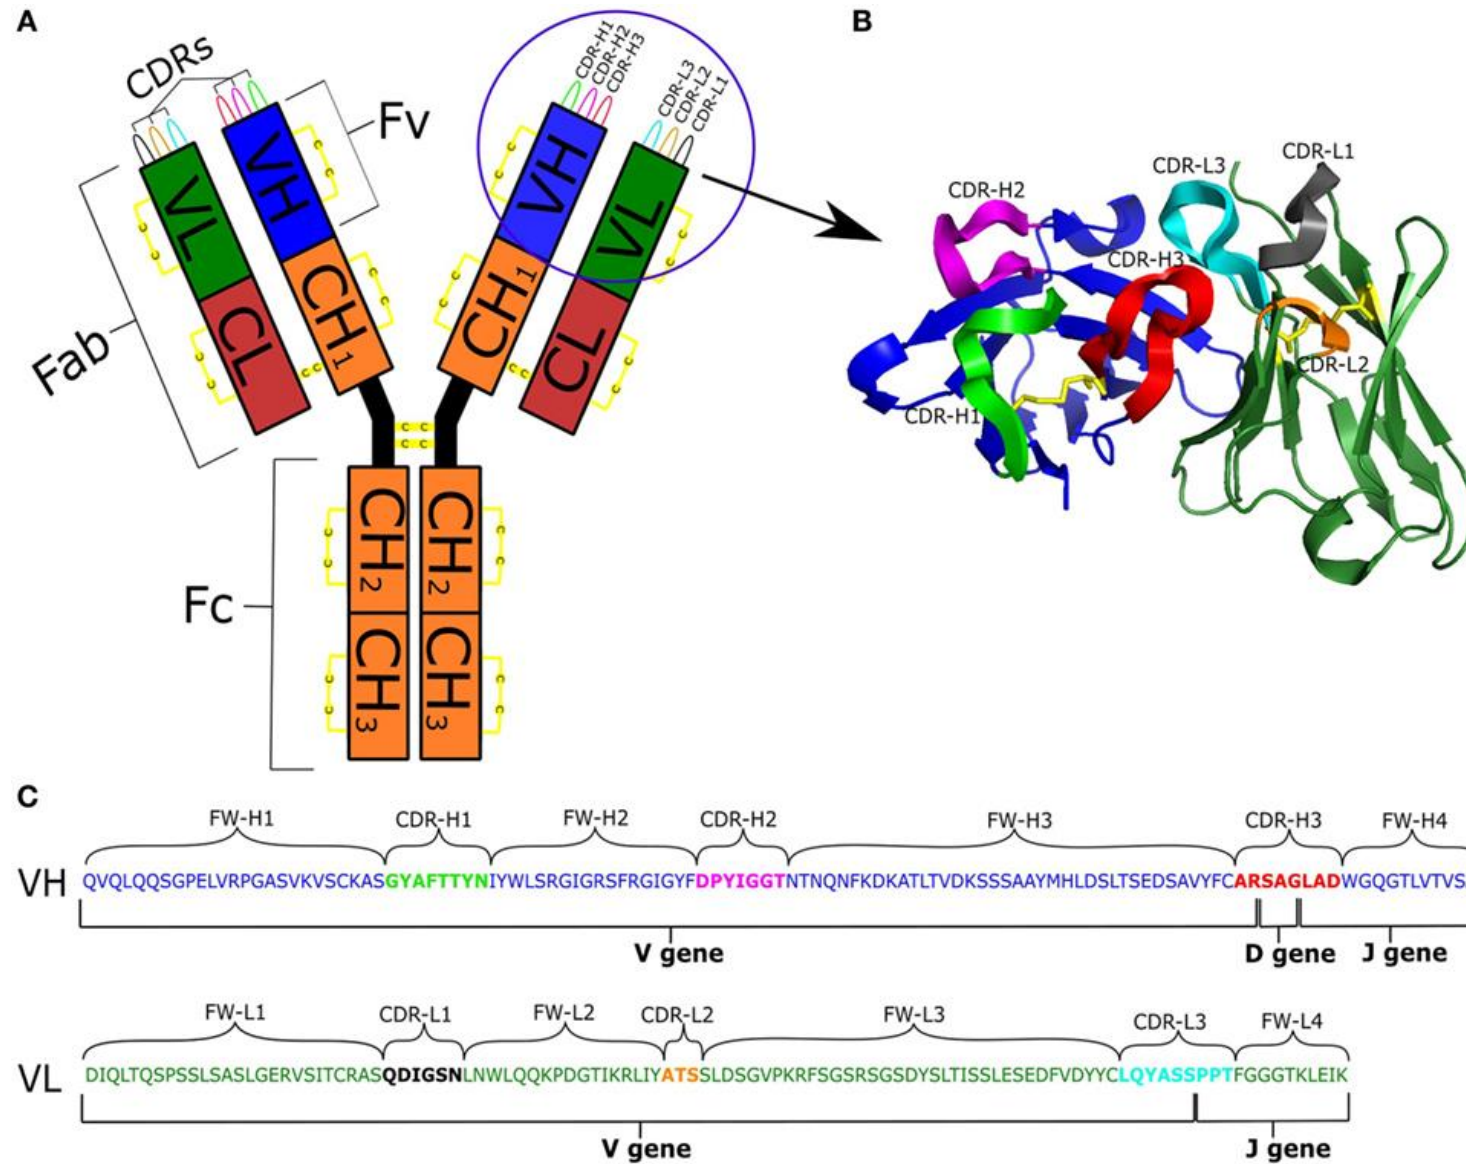 A
B
CDRs
CDR-H1
CDR-H2
CDR-H3
CDR-L3
CDR-L2
CDR-L1
Fv
VH
VL
VH
VL
CH1
CL
CH1
CL
Fab
C C
C C
C C
C C
CH2
CH2
Fc
CH3
CH3
CDR-H2
CDR-L3
CDR-L1
CDR-H3
CDR-L2
CDR-H1
C
FW-H1 CDR-H1 FW-H2 CDR-H2 FW-H3 CDR-H3 FW-H4
VH QVQLQQSGPELVRPGASVKVSCKASGYAFTTYNIYWLSRGIGRSFRGIGYFDPYIGGTNTNQNFKDKATLTVDKSSSAAYMHLDSLTSEDSAVYFCARSAGLADWGQGTLVTVS
V gene D gene J gene
FW-L1 CDR-L1 FW-L2 CDR-L2 FW-L3 CDR-L3 FW-L4
VL DIQLTQSPSSLSASLGERVSITCRASQDIGSNLNWLQQKPDGTIKRLIYATSSLDSGVPKRFSGSRSGSDYSLTISSLESEDFVDYYCLQYASSPPTFGGGTKLEIK
V gene J gene